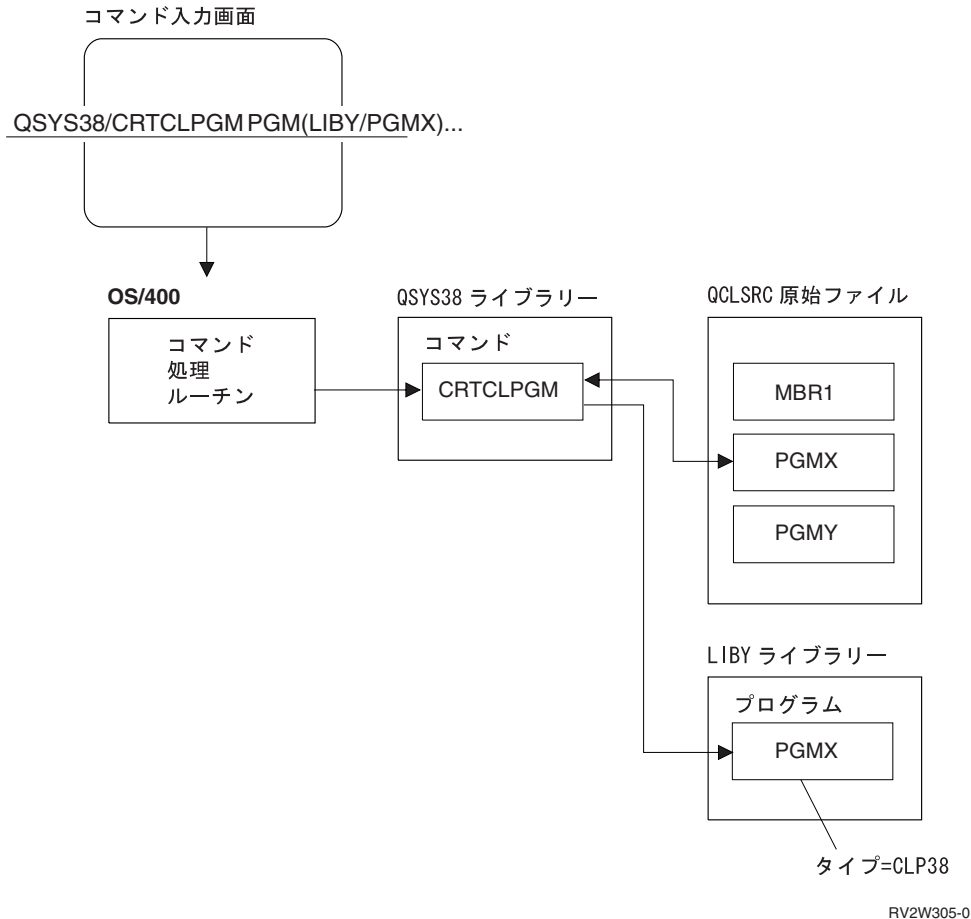 コマンド入力画面
QSYS38/CRTCLPGM PGM(LIBY/PGMX)...
OS/400
コマンド
処理
ルーチン
QSYS38 ライブラリー
コマンド
CRTCLPGM
QCLSRC 原始ファイル
MBR1
PGMX
PGMY
LIBY ライブラリー
プログラム
PGMX
タイプ=CLP38
RV2W305-0